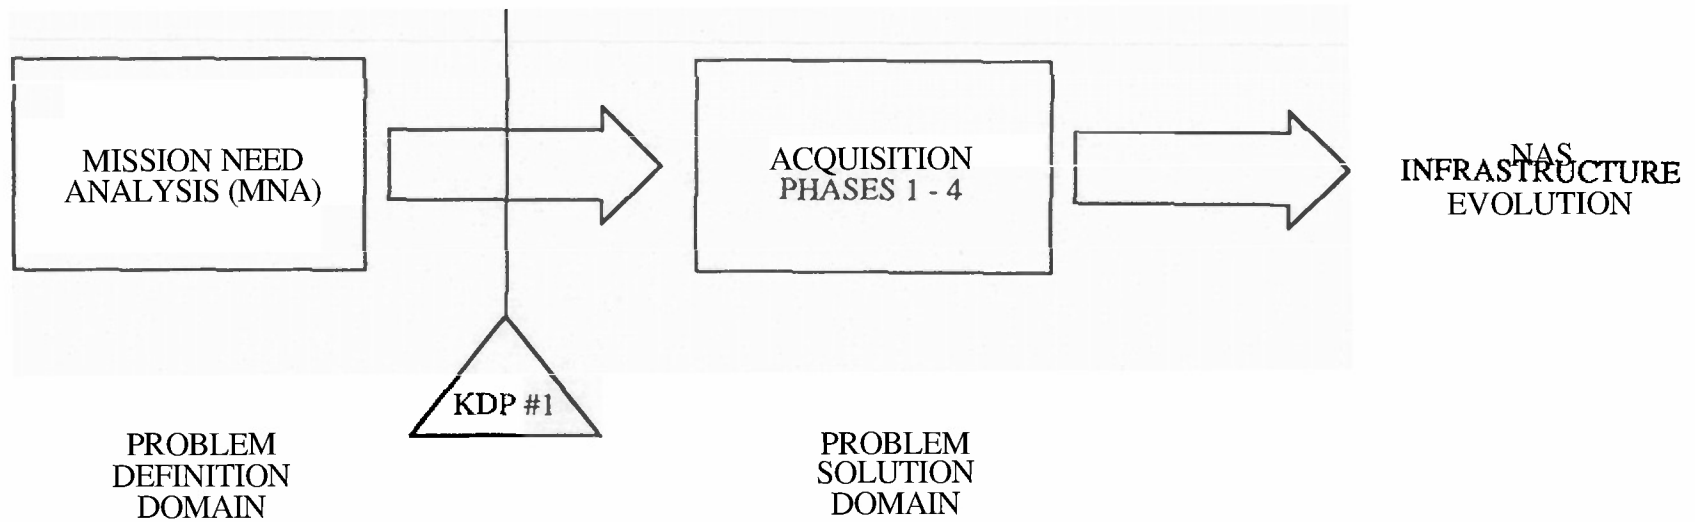 MISSION NEED
ANALYSIS (MNA)
ACQUISITION
PHASES 1 - 4
NAS
INFRASTRUCTURE
EVOLUTION
KDP #1
PROBLEM
DEFINITION
DOMAIN
PROBLEM
SOLUTION
DOMAIN